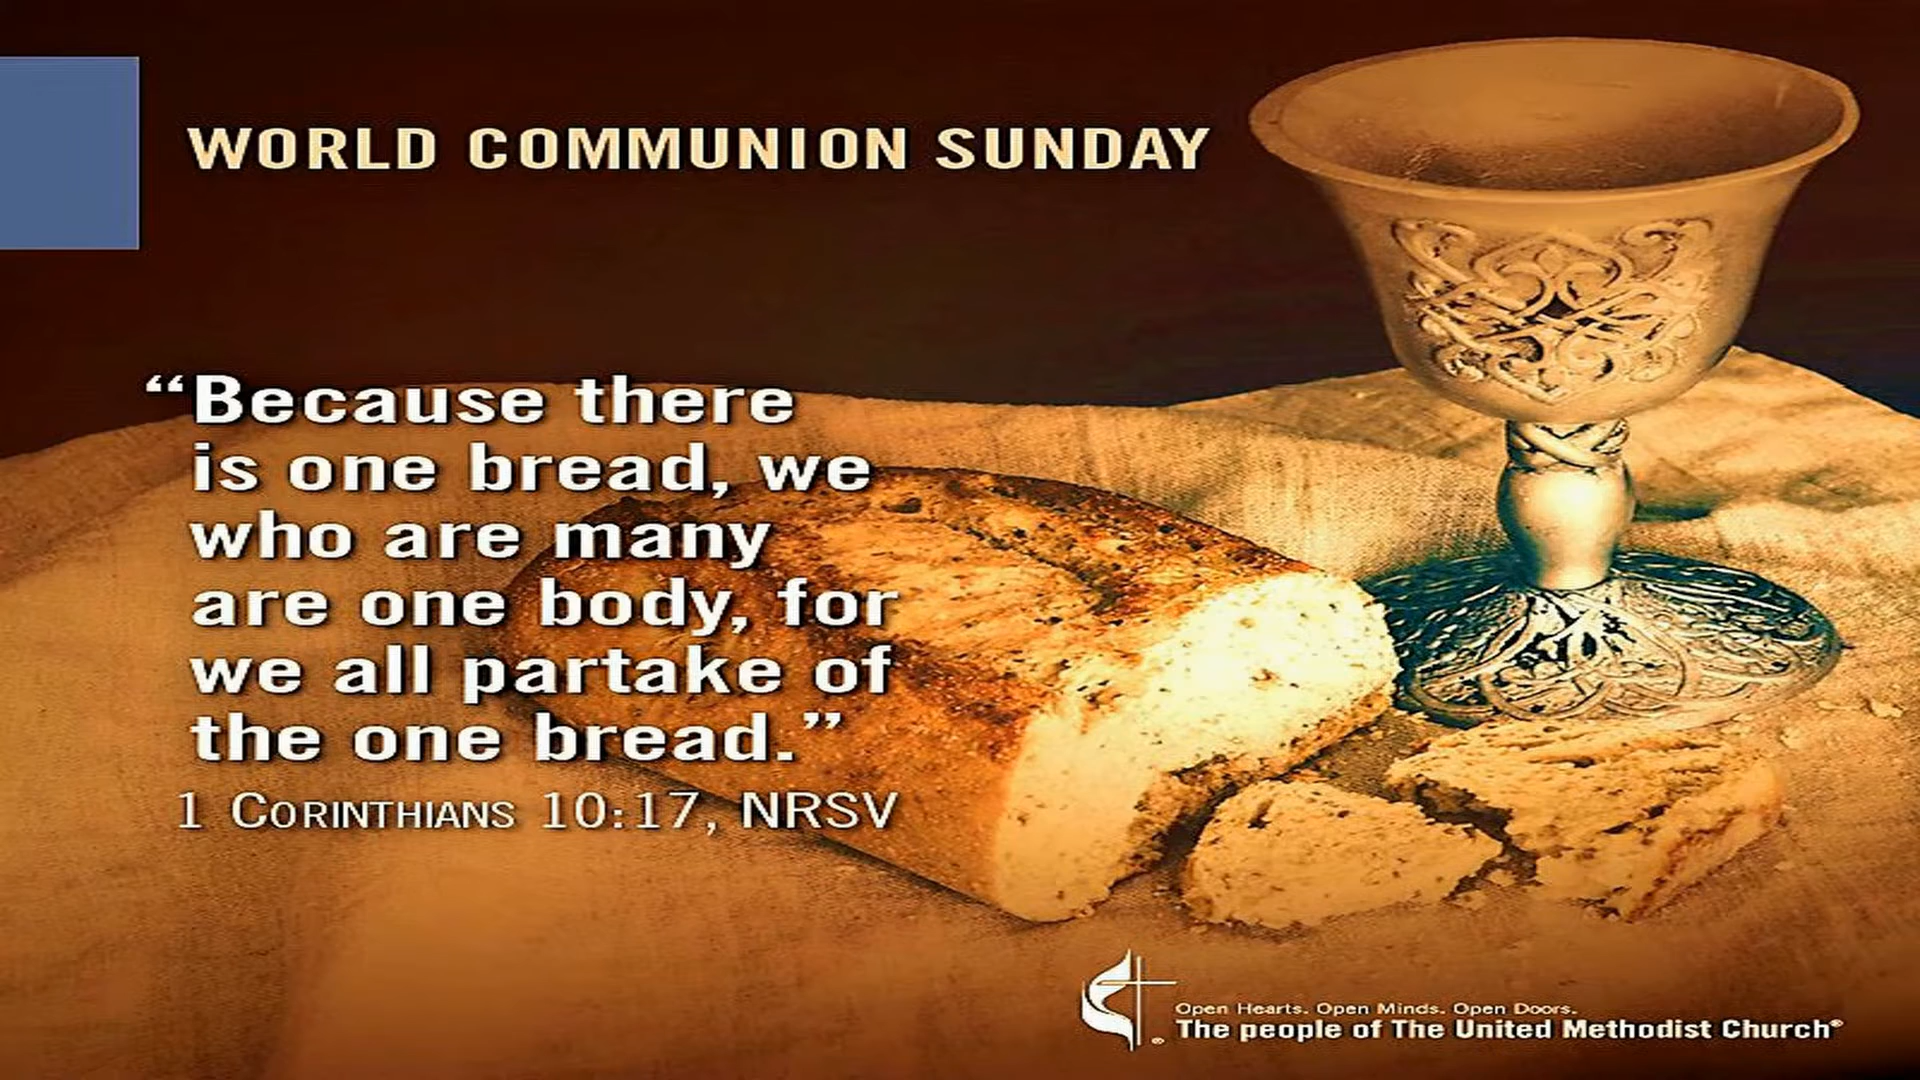 WORLD COMMUNION SUNDAY
“Because there
is one bread, we
who are many
are one body, for
we all partake of
the one bread.”
1 Corinthians 10:17, NRSV
Open Hearts. Open Minds. Open Doors.
The people of The United Methodist Church®